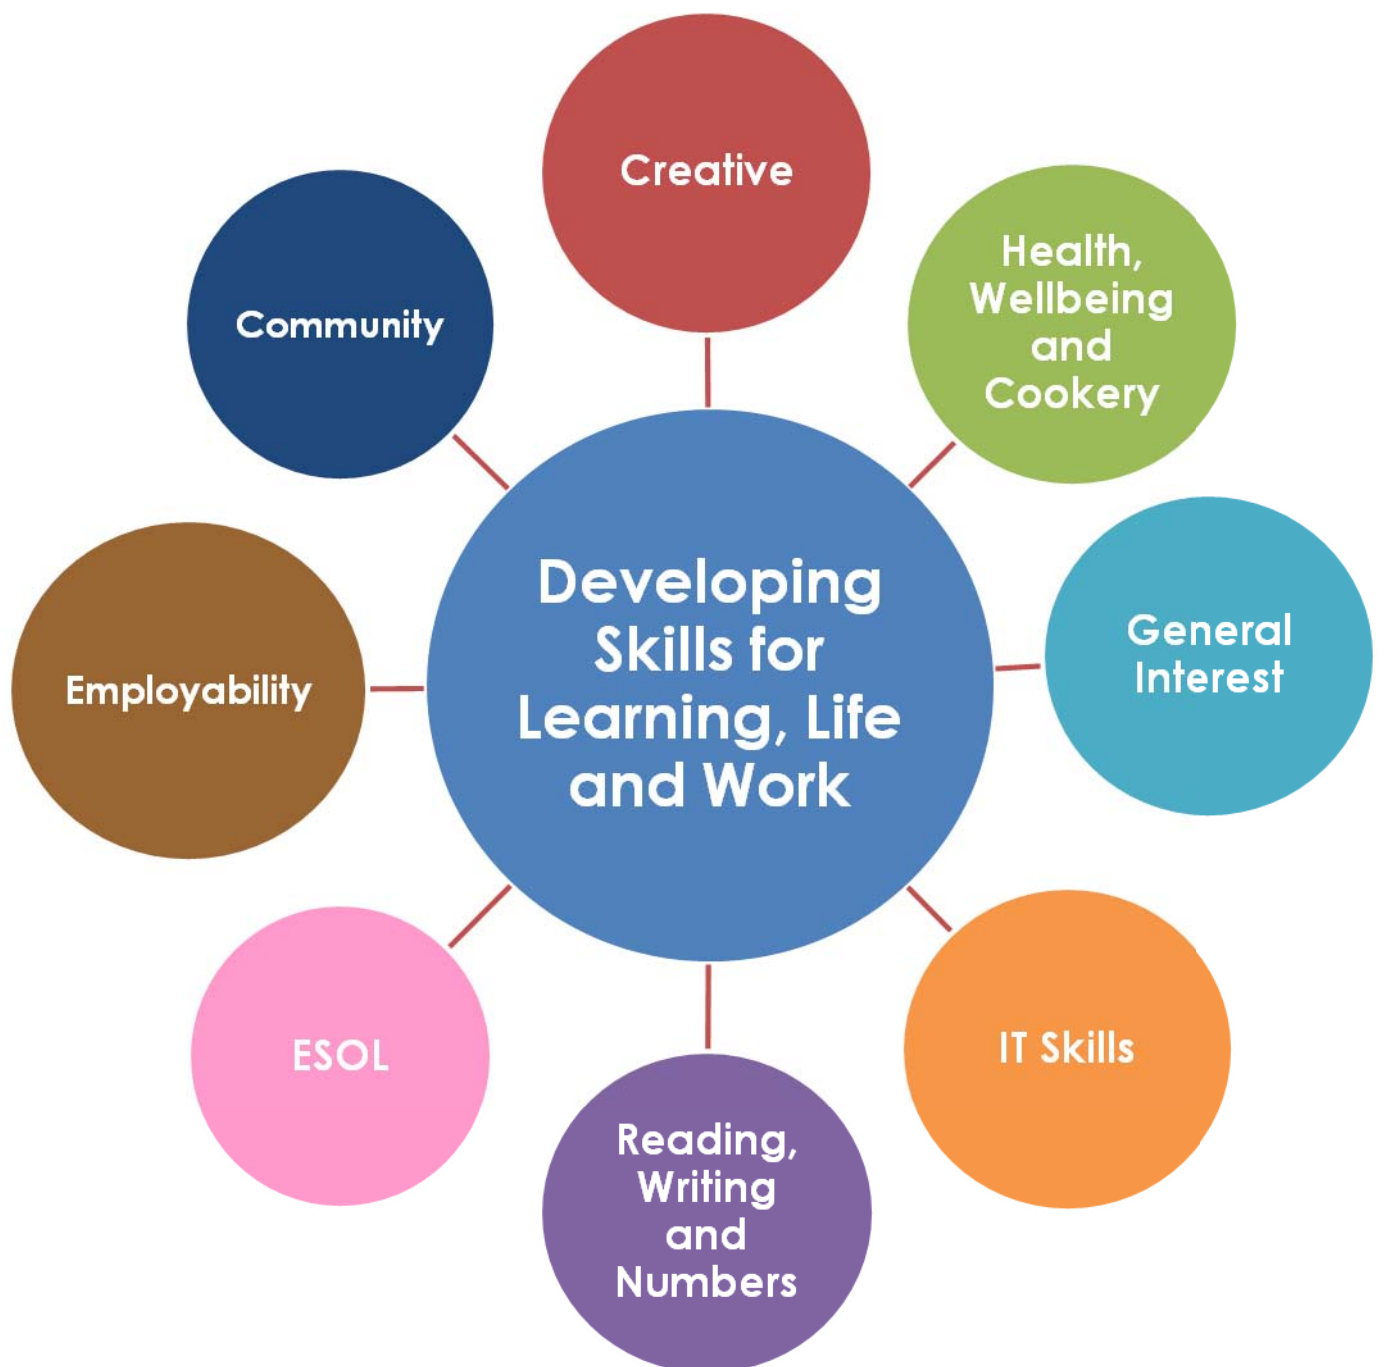 Creative
Health,
Wellbeing
and
Cookery
Community
Developing
Skills for
Learning, Life
and Work
General
Interest
Employability
IT Skills
ESOL
Reading,
Writing
and
Numbers